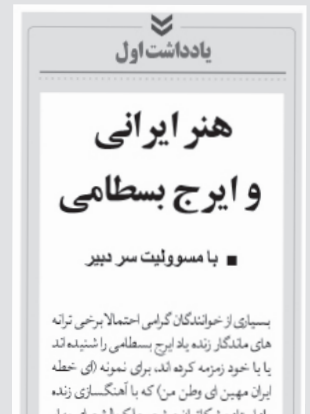 یادداشت اول
هنر ایرانی
و ایرج بسطامی
■ با مسوولیت سر دبیر
بسیاری از خوانندگان گرامی احتمالا برخی ترانه
های ماندگار زنده یاد ایرج بسطامی را شنیده اند
یا با خود زمزمه کرده اند، برای نمونه (ای خطه
ایران مهین ای وطن من) که با آهنگسازی زنده